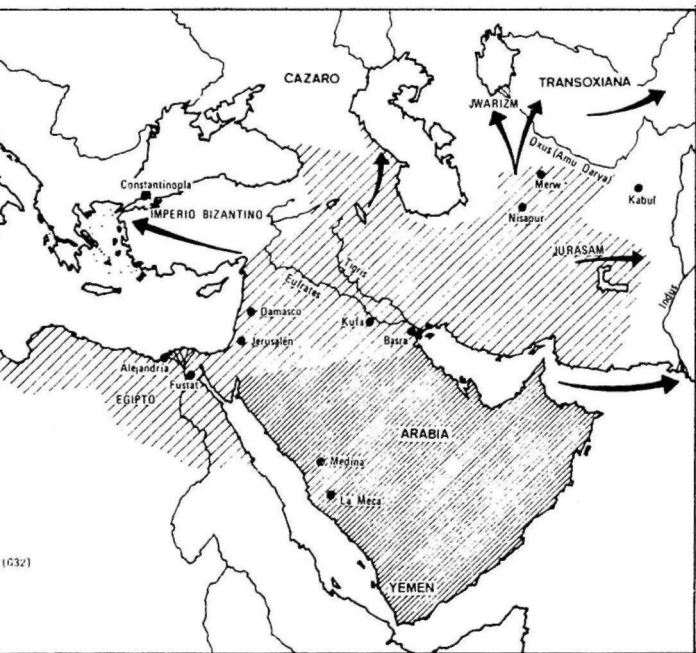 CAZARO
JWARIZM
TRANSOXIANA
Oxus (Amu Darya)
Merw
Kabul
Nisapur
JURASAM
Indus
Constantinopla
IMPERIO BIZANTINO
Tigris
Eufrates
Damasco
Kufa
Basra
Jerusalén
Alejandría
Fustat
EGIPTO
ARABIA
Medina
La Meca
YEMEN
(632)